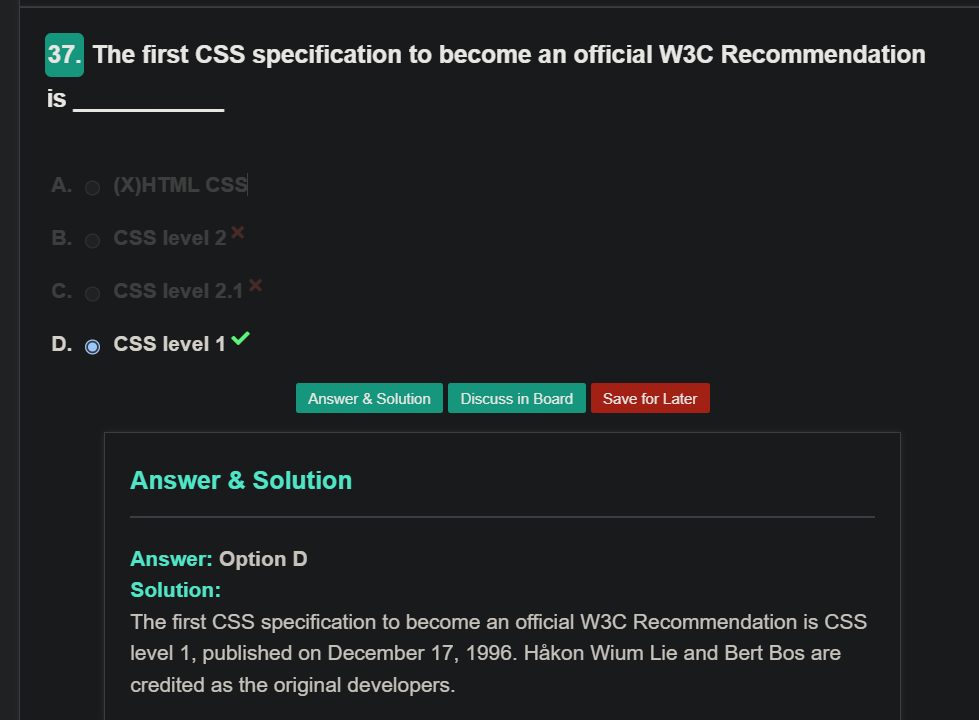 37. The first CSS specification to become an official W3C Recommendation
is ____________
A. (X)HTML CSS
B. CSS level 2
C. CSS level 2.1
D. CSS level 1
Answer & Solution Discuss in Board Save for Later
Answer & Solution
Answer: Option D
Solution:
The first CSS specification to become an official W3C Recommendation is CSS
level 1, published on December 17, 1996. Håkon Wium Lie and Bert Bos are
credited as the original developers.